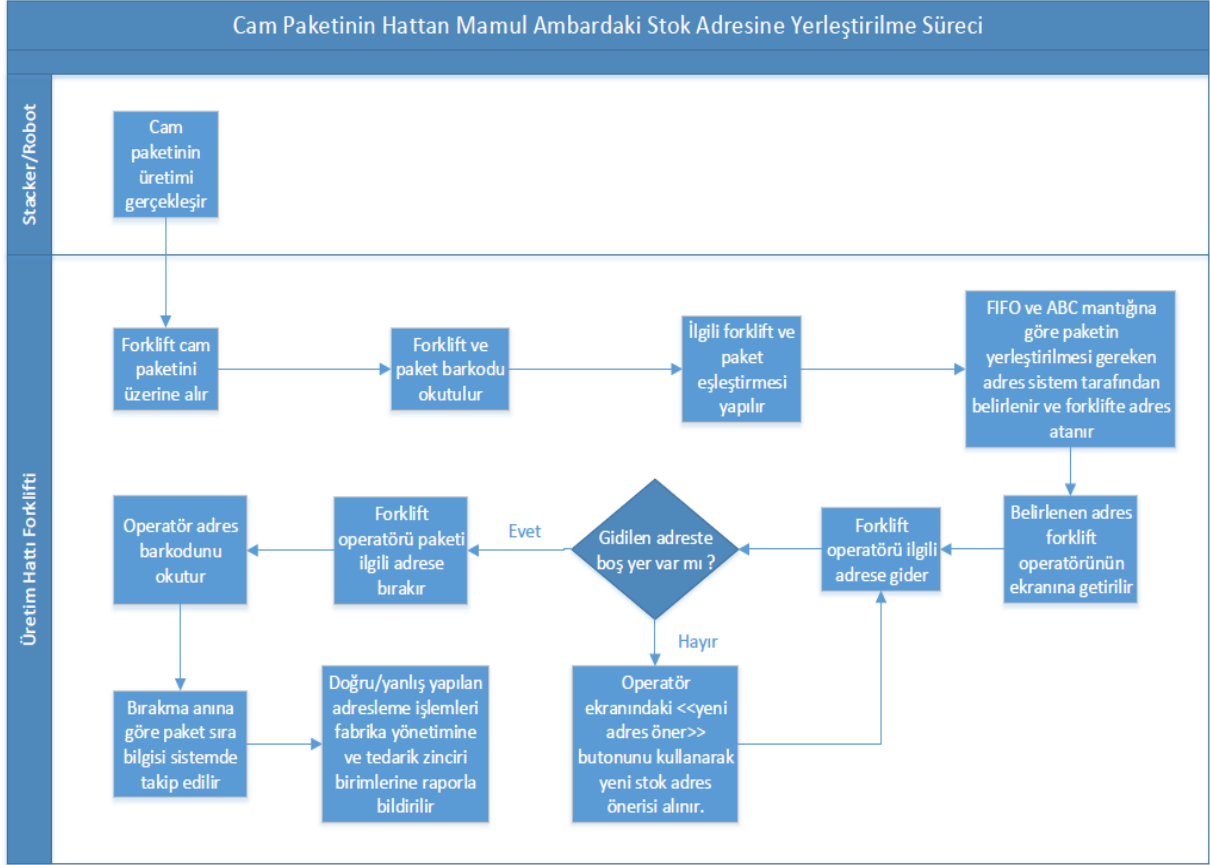 Cam Paketinin Hattan Mamul Ambardaki Stok Adresine Yerleştirilme Süreci
Stacker/Robot
Cam
paketinin
üretimi
gerçekleşir
Üretim Hattı Forklifti
Forklift cam
paketini
üzerine alır
Forklift ve
paket barkodu
okutulur
İlgili forklift ve
paket
eşleştirmesi
yapılır
FIFO ve ABC mantığına
göre paketin
yerleştirilmesi gereken
adres sistem tarafından
belirlenir ve forklifte adres
atanır
Belirlenen adres
forklift
operatörünün
ekranına getirilir
Forklift
operatörü ilgili
adrese gider
Gidilen adreste
boş yer var mı ?
Evet
Forklift
operatörü paketi
ilgili adrese
bırakır
Operatör adres
barkodunu
okutur
Hayır
Operatör
ekranındaki <<yeni
adres öner>>
butonunu kullanarak
yeni stok adres
önerisi alınır.
Bırakma anına
göre paket sıra
bilgisi sistemde
takip edilir
Doğru/yanlış yapılan
adresleme işlemleri
fabrika yönetimine
ve tedarik zinciri
birimlerine raporla
bildirilir